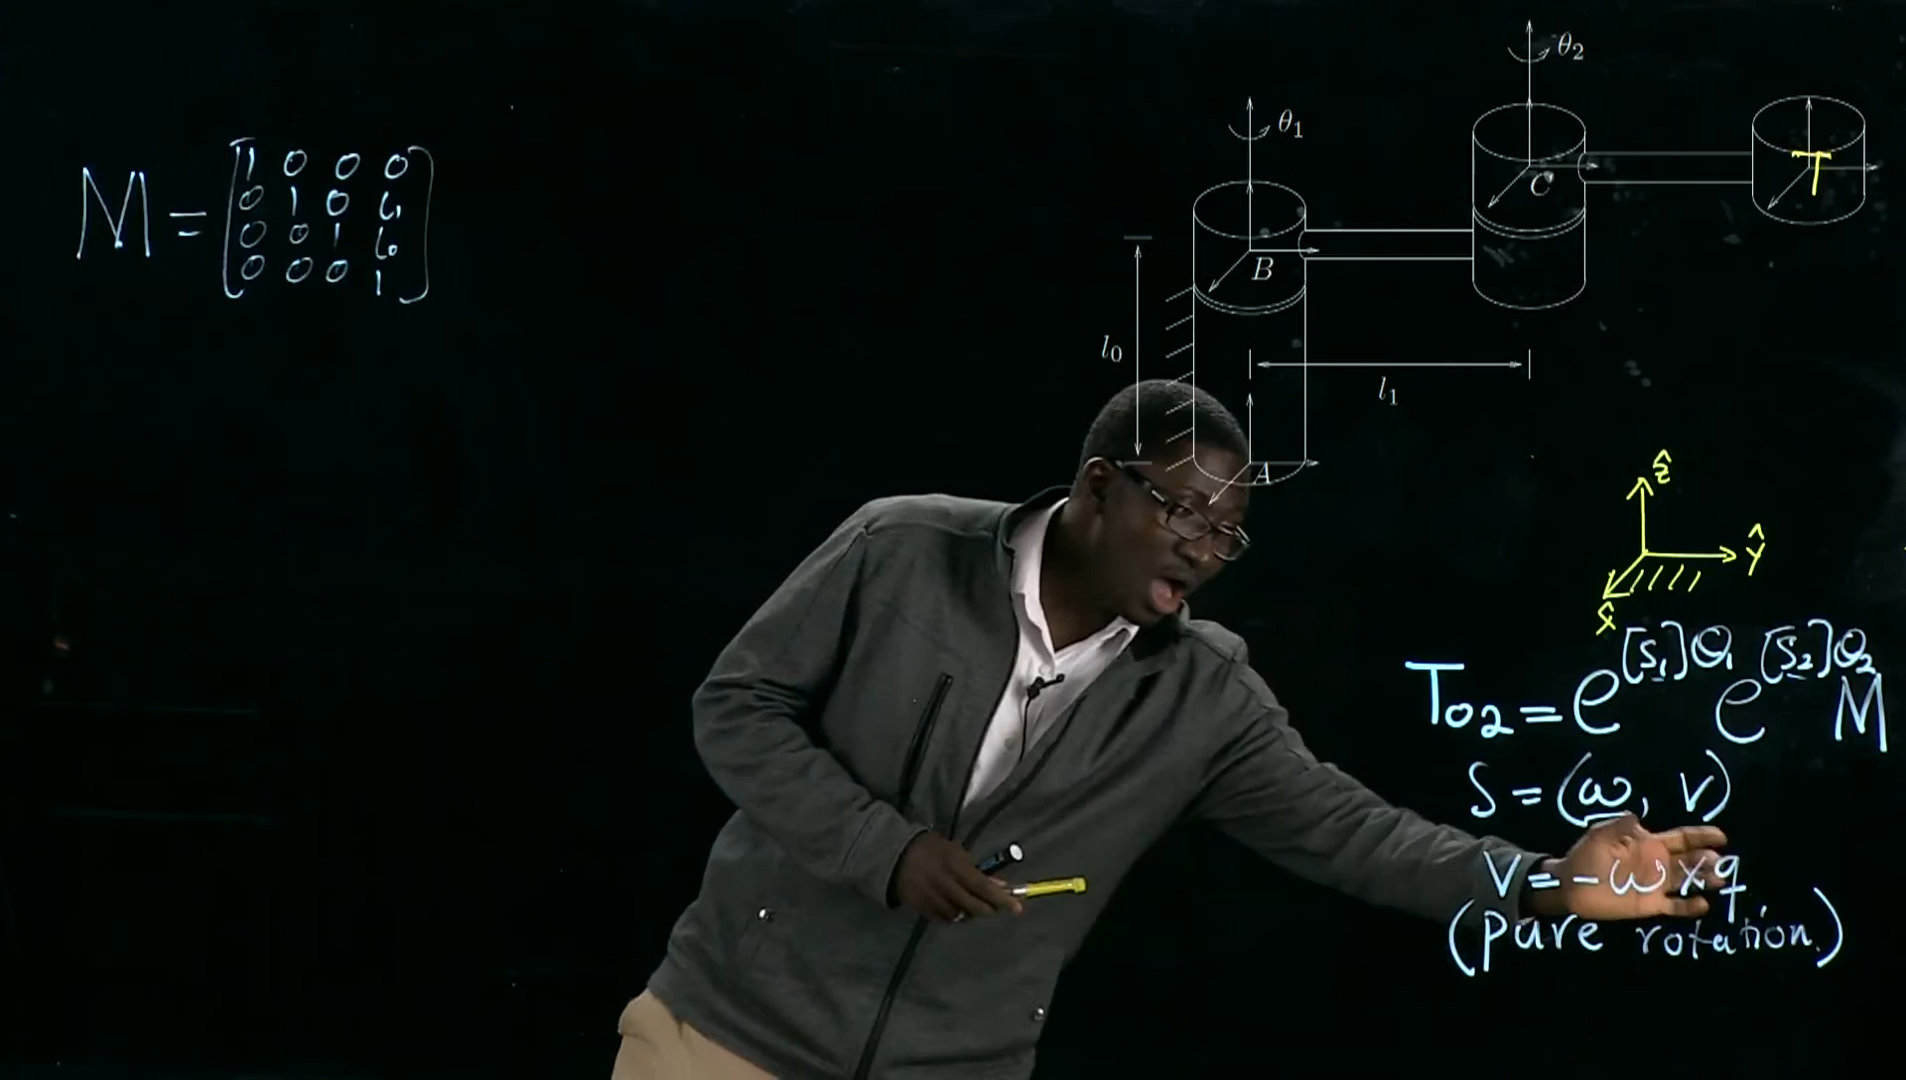 M = [1 0 0 0
0 1 0 l₁
0 0 1 l₀
0 0 0 1]
θ₂
θ₁
C
T
B
l₀
l₁
A
ẑ
ŷ
x̂
T₀₂ = e^[S₁]θ₁ e^[S₂]θ₂ M
S = (ω, v)
v = -ω × q
(pure rotation.)